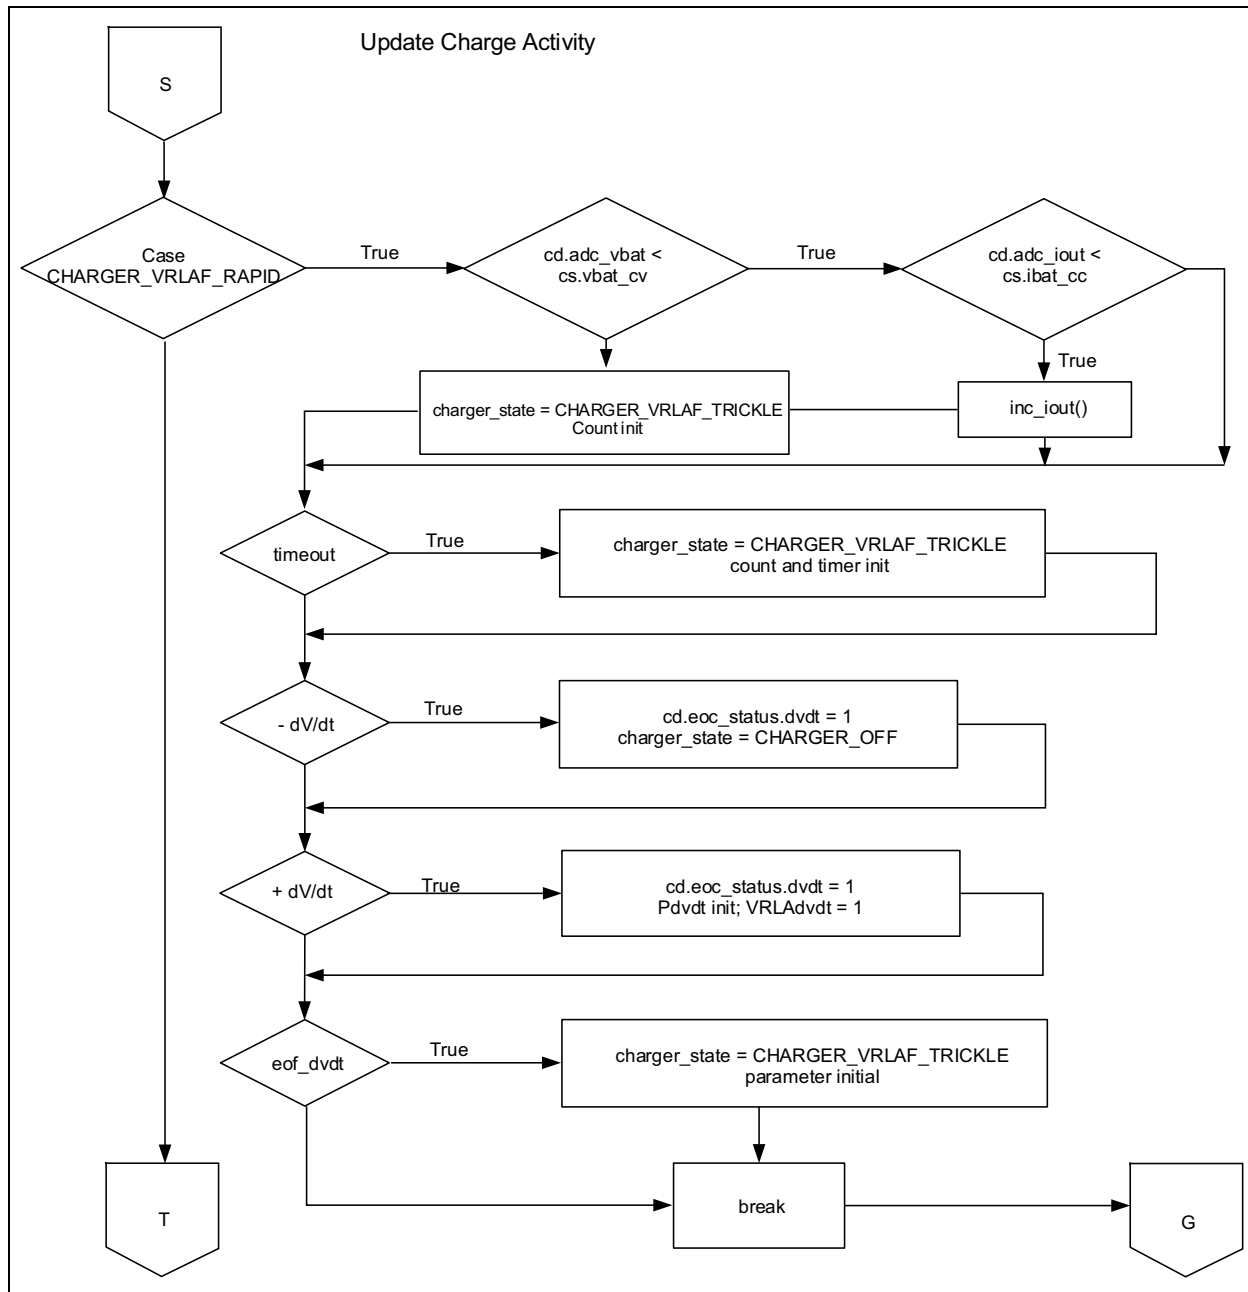 Update Charge Activity
S
Case
CHARGER_VRLAF_RAPID
True
cd.adc_vbat <
cs.vbat_cv
True
cd.adc_iout <
cs.ibat_cc
True
charger_state = CHARGER_VRLAF_TRICKLE
Count init
inc_iout()
timeout
True
charger_state = CHARGER_VRLAF_TRICKLE
count and timer init
- dV/dt
True
cd.eoc_status.dvdt = 1
charger_state = CHARGER_OFF
+ dV/dt
True
cd.eoc_status.dvdt = 1
Pdvdt init; VRLAdvdt = 1
eof_dvdt
True
charger_state = CHARGER_VRLAF_TRICKLE
parameter initial
T
break
G